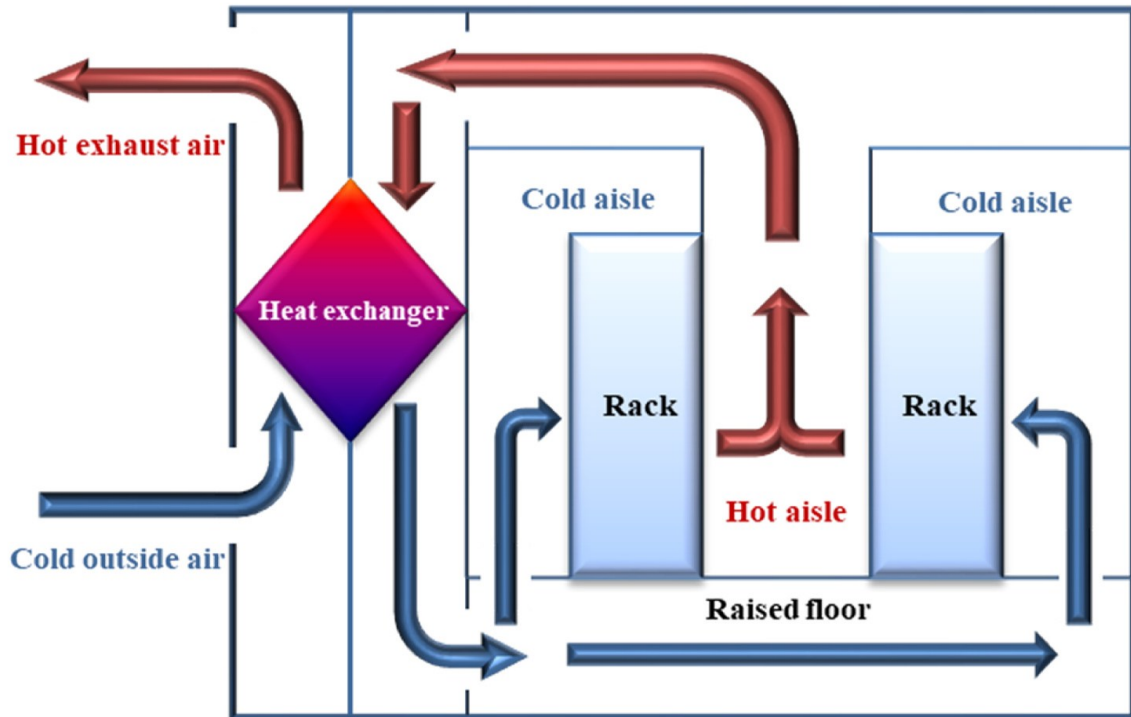 Hot exhaust air
Cold aisle
Cold aisle
Heat exchanger
Rack
Rack
Hot aisle
Cold outside air
Raised floor